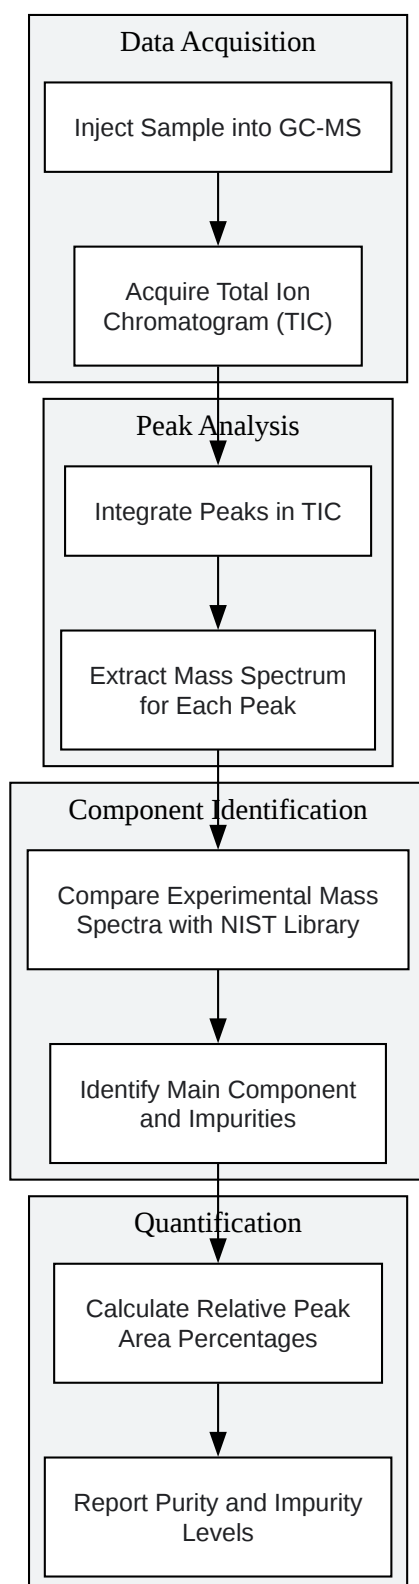 Data Acquisition
Inject Sample into GC-MS
Acquire Total Ion
Chromatogram (TIC)
Peak Analysis
Integrate Peaks in TIC
Extract Mass Spectrum
for Each Peak
Component Identification
Compare Experimental Mass
Spectra with NIST Library
Identify Main Component
and Impurities
Quantification
Calculate Relative Peak
Area Percentages
Report Purity and Impurity
Levels